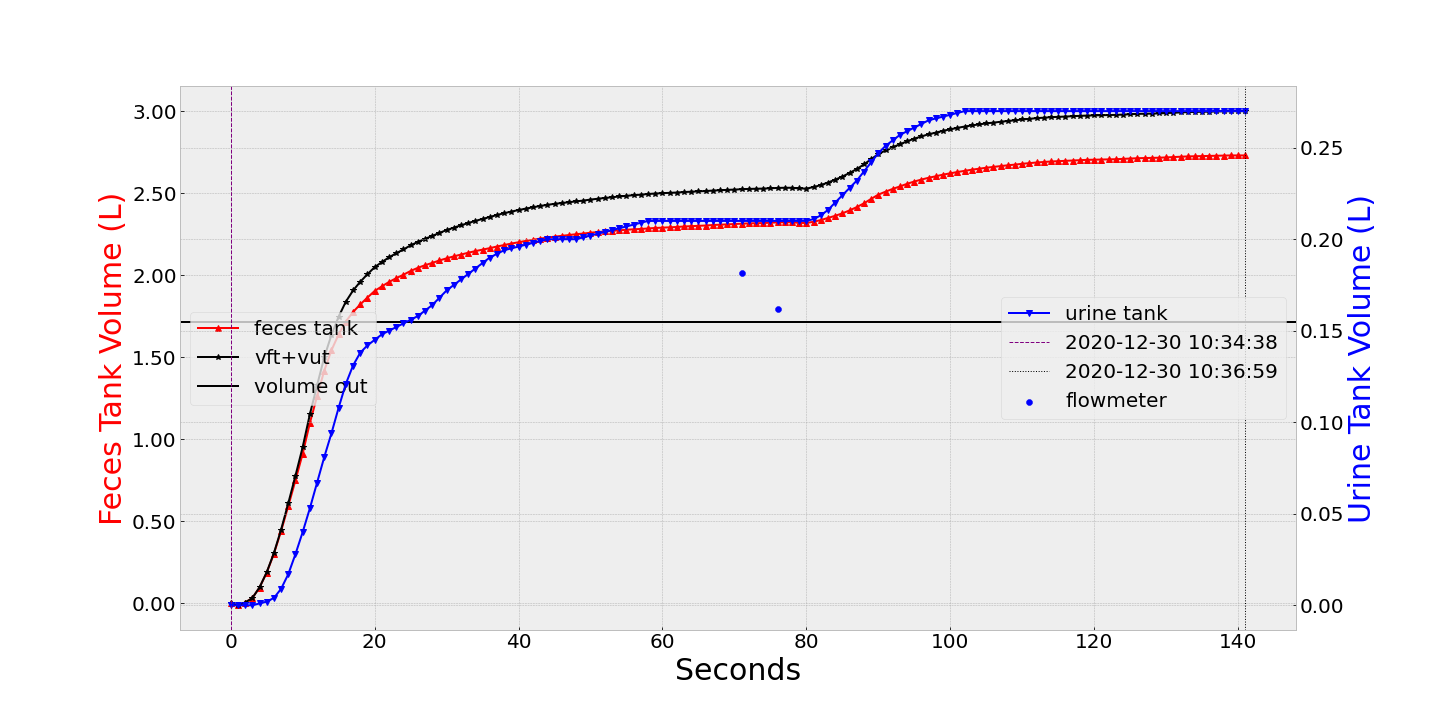 Feces Tank Volume (L)
3.00
2.50
2.00
1.50
1.00
0.50
0.00
feces tank
vft+vut
volume out
urine tank
2020-12-30 10:34:38
2020-12-30 10:36:59
flowmeter
0.25
0.20
0.15
0.10
0.05
0.00
Urine Tank Volume (L)
0 20 40 60 80 100 120 140
Seconds